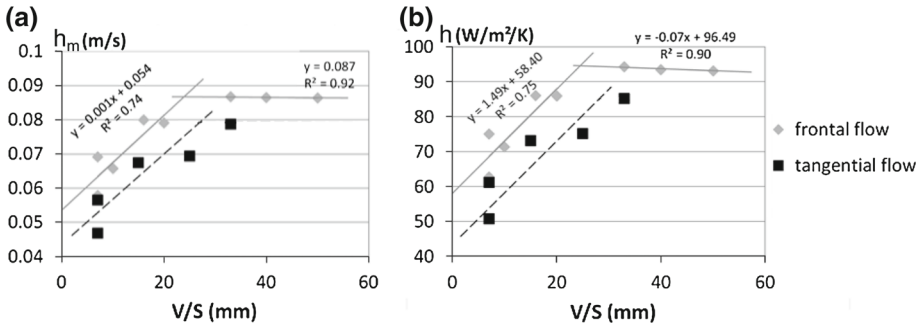 (a)
hm (m/s)
0.1
0.09
0.08
0.07
0.06
0.05
0.04
0
20
40
60
V/S (mm)
y = 0.001x + 0.054
R² = 0.74
y = 0.087
R² = 0.92
(b)
h (W/m²/K)
100
90
80
70
60
50
40
0
20
40
60
V/S (mm)
y = 1.49x + 58.40
R² = 0.75
y = -0.07x + 96.49
R² = 0.90
frontal flow
tangential flow